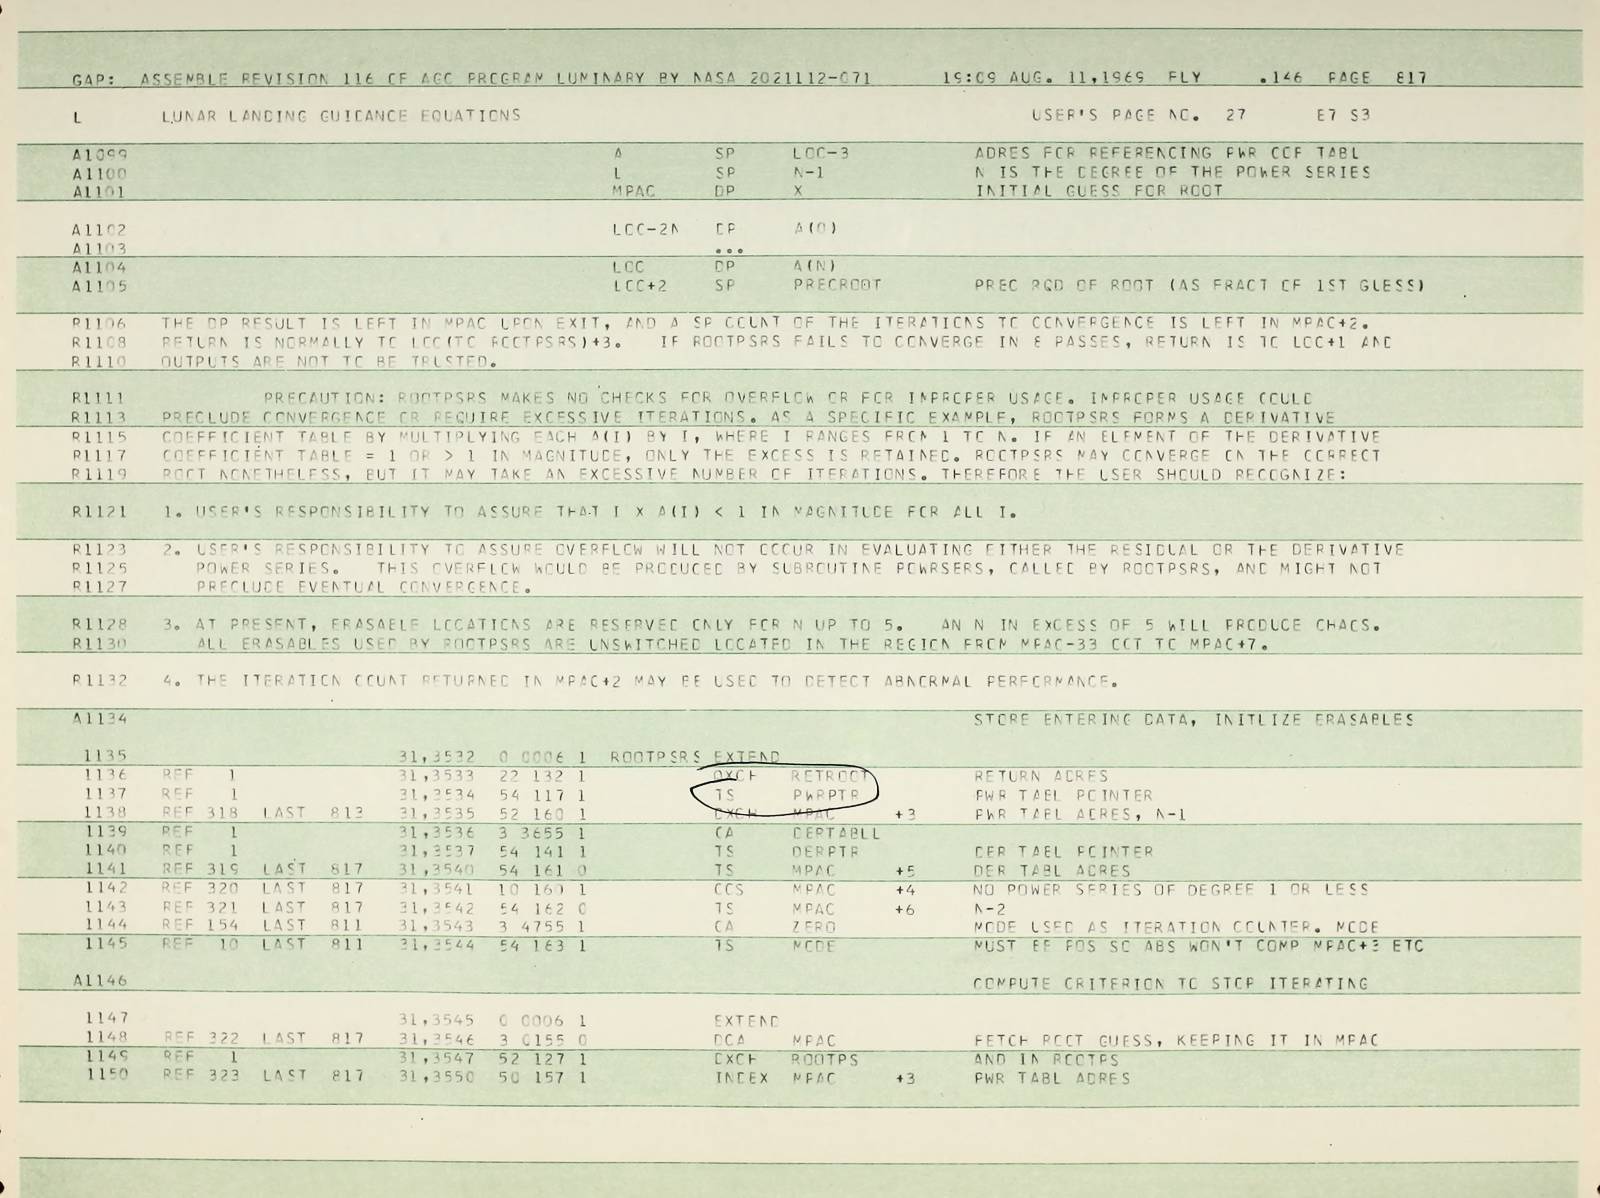 GAP: ASSEMBLE REVISION 116 OF AGC PROGRAM LUMINARY BY NASA 2021112-071 19:09 AUG. 11,1969 FLY .146 PAGE 817
L LUNAR LANDING GUIDANCE EQUATIONS USER'S PAGE NO. 27 E7 S3
A1099 A SP LOC-3 ADRES FOR REFERENCING PWR COF TABL
A1100 L SP N-1 N IS THE DEGREE OF THE POWER SERIES
A1101 MPAC DP X INITIAL GUESS FOR ROOT
A1102 LOC-2N DP A(0)
A1103 ...
A1104 LOC DP A(N)
A1105 LOC+2 SP PRECROOT PREC RQD OF ROOT (AS FRACT OF 1ST GUESS)
R1106 THE DP RESULT IS LEFT IN MPAC UPON EXIT, AND A SP COUNT OF THE ITERATIONS TO CONVERGENCE IS LEFT IN MPAC+2.
R1108 RETURN IS NORMALLY TO LOC(TC ROOTPSRS)+3. IF ROOTPSRS FAILS TO CONVERGE IN 8 PASSES, RETURN IS TO LOC+1 AND
R1110 OUTPUTS ARE NOT TO BE TRUSTED.
R1111 PRECAUTION: ROOTPSRS MAKES NO CHECKS FOR OVERFLOW OR FOR IMPROPER USAGE. IMPROPER USAGE COULD
R1113 PRECLUDE CONVERGENCE OR REQUIRE EXCESSIVE ITERATIONS. AS A SPECIFIC EXAMPLE, ROOTPSRS FORMS A DERIVATIVE
R1115 COEFFICIENT TABLE BY MULTIPLYING EACH A(I) BY I, WHERE I RANGES FROM 1 TO N. IF AN ELEMENT OF THE DERIVATIVE
R1117 COEFFICIENT TABLE = 1 OR > 1 IN MAGNITUDE, ONLY THE EXCESS IS RETAINED. ROOTPSRS MAY CONVERGE ON THE CORRECT
R1119 ROOT NONETHELESS, BUT IT MAY TAKE AN EXCESSIVE NUMBER OF ITERATIONS. THEREFORE THE USER SHOULD RECOGNIZE:
R1121 1. USER'S RESPONSIBILITY TO ASSURE THAT I X A(I) < 1 IN MAGNITUDE FOR ALL I.
R1123 2. USER'S RESPONSIBILITY TO ASSURE OVERFLOW WILL NOT OCCUR IN EVALUATING EITHER THE RESIDUAL OR THE DERIVATIVE
R1125 POWER SERIES. THIS OVERFLOW WOULD BE PRODUCED BY SUBROUTINE POWRSERS, CALLED BY ROOTPSRS, AND MIGHT NOT
R1127 PRECLUDE EVENTUAL CONVERGENCE.
R1128 3. AT PRESENT, ERASABLE LOCATIONS ARE RESERVED ONLY FOR N UP TO 5. AN N IN EXCESS OF 5 WILL PRODUCE CHAOS.
R1130 ALL ERASABLES USED BY ROOTPSRS ARE UNSWITCHED LOCATED IN THE REGION FROM MPAC-33 OCT TO MPAC+7.
R1132 4. THE ITERATION COUNT RETURNED IN MPAC+2 MAY BE USED TO DETECT ABNORMAL PERFORMANCE.
A1134 STORE ENTERING DATA, INITLIZE ERASABLES
1135 31,3532 0 0006 1 ROOTPSRS EXTEND
1136 REF 1 31,3533 22 132 1 QXCH RETROOT RETURN ADRES
1137 REF 1 31,3534 54 117 1 TS PWRPTR PWR TABL POINTER
1138 REF 318 LAST 813 31,3535 52 160 1 DXCH MPAC +3 PWR TABL ADRES, N-1
1139 REF 1 31,3536 3 3655 1 CA DERTABLL
1140 REF 1 31,3537 54 141 1 TS DERPTR DER TABL POINTER
1141 REF 319 LAST 817 31,3540 54 161 0 TS MPAC +5 DER TABL ADRES
1142 REF 320 LAST 817 31,3541 10 160 1 CCS MPAC +4 NO POWER SERIES OF DEGREE 1 OR LESS
1143 REF 321 LAST 817 31,3542 54 162 0 TS MPAC +6 N-2
1144 REF 154 LAST 811 31,3543 3 4755 1 CA ZERO MODE USED AS ITERATION COUNTER. MODE
1145 REF 10 LAST 811 31,3544 54 163 1 TS MODE MUST BE POS SO ABS WON'T COMP MPAC+3 ETC
A1146 COMPUTE CRITERION TO STOP ITERATING
1147 31,3545 0 0006 1 EXTEND
1148 REF 322 LAST 817 31,3546 3 0155 0 DCA MPAC FETCH ROOT GUESS, KEEPING IT IN MPAC
1149 REF 1 31,3547 52 127 1 DXCH ROOTPS AND IN ROOTPS
1150 REF 323 LAST 817 31,3550 50 157 1 INDEX MPAC +3 PWR TABL ADRES